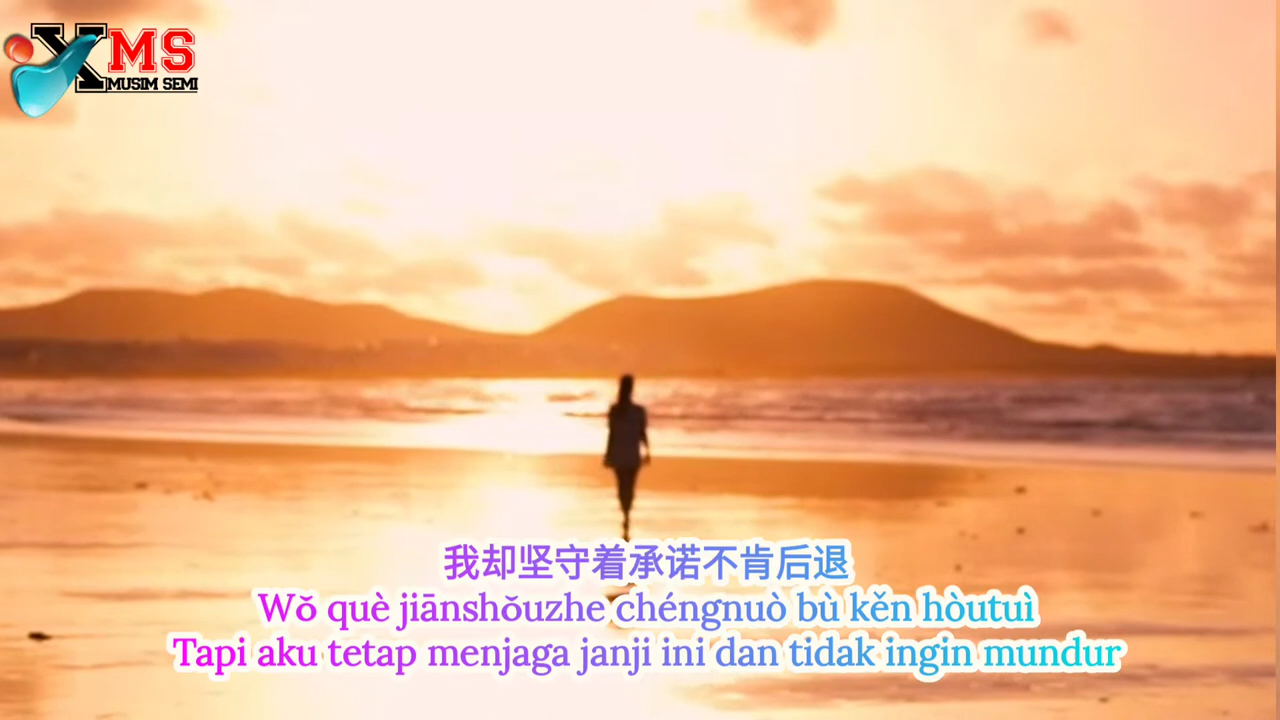 XMS
MUSIM SEMI
我却坚守着承诺不肯后退
Wǒ què jiānshǒuzhe chéngnuò bù kěn hòutuì
Tapi aku tetap menjaga janji ini dan tidak ingin mundur